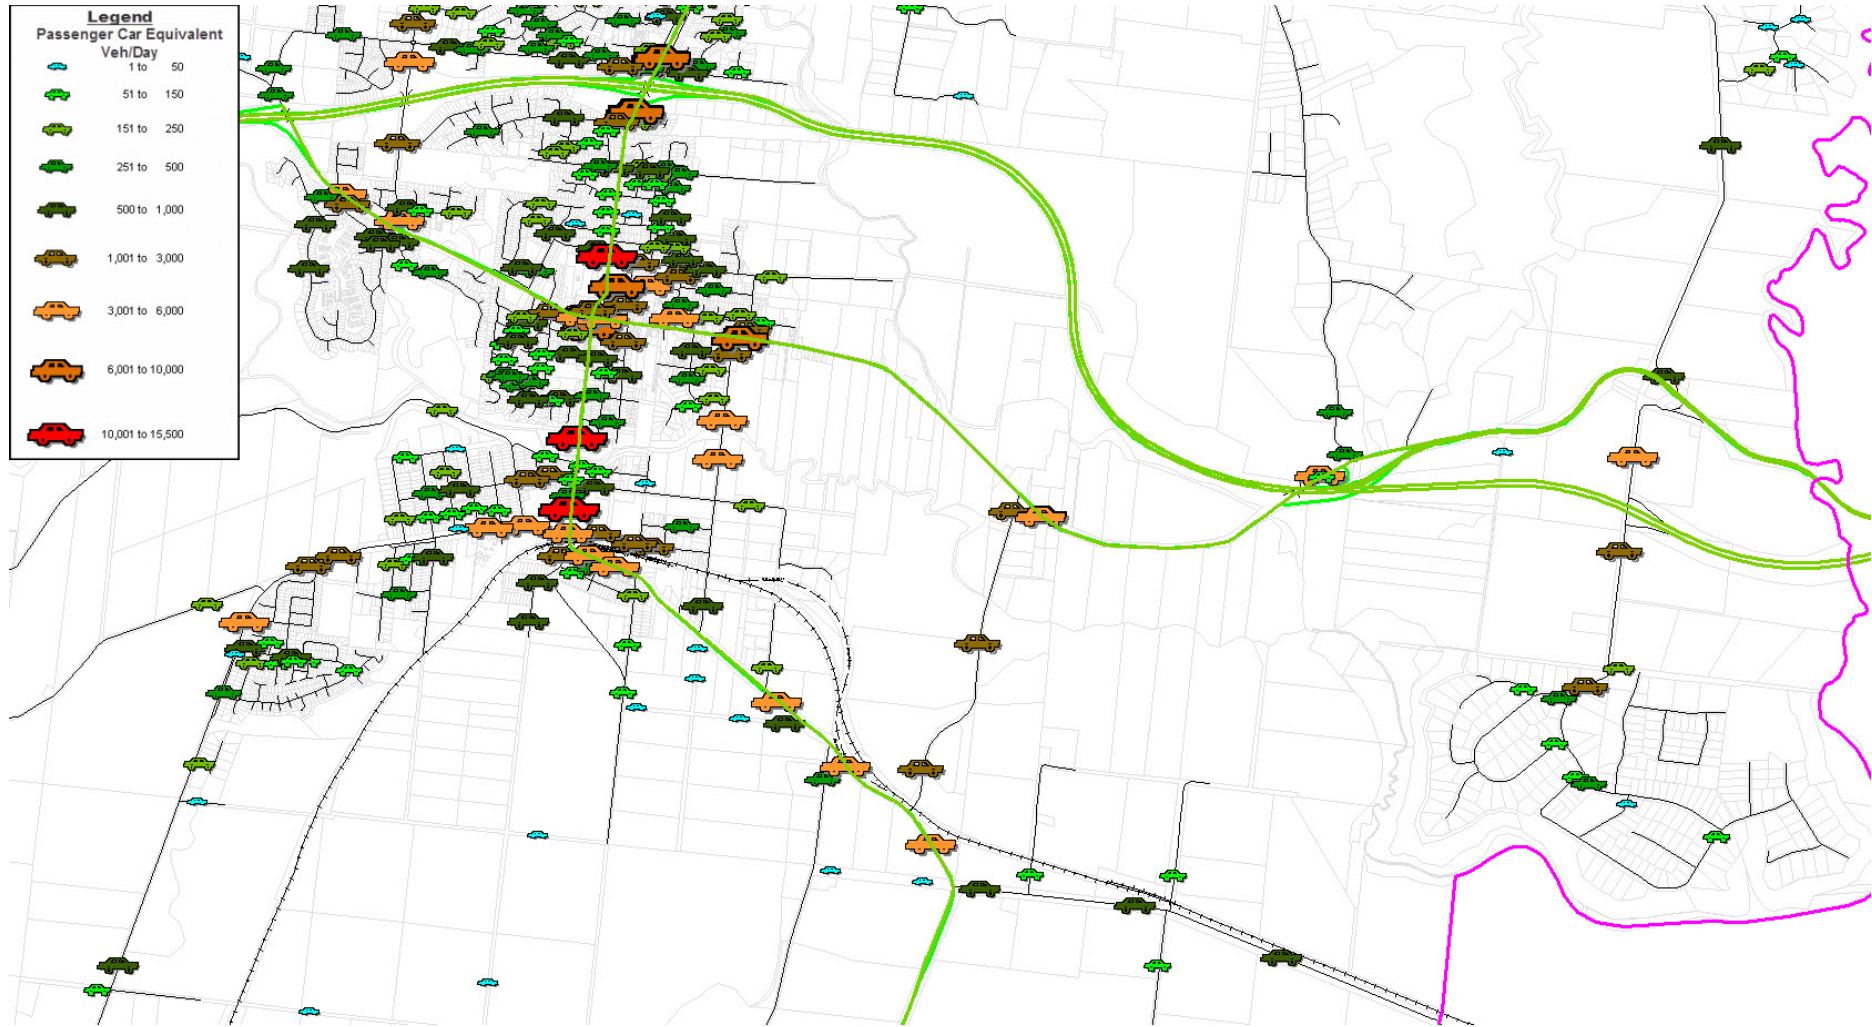 Legend
Passenger Car Equivalent
Veh/Day
1 to 50
51 to 150
151 to 250
251 to 500
500 to 1,000
1,001 to 3,000
3,001 to 6,000
6,001 to 10,000
10,001 to 15,500